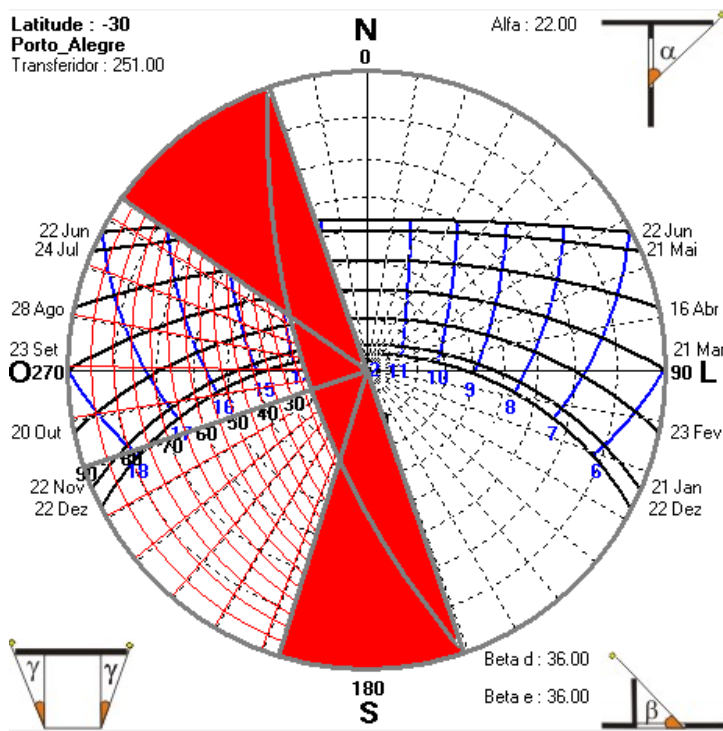 Latitude : -30
Porto_Alegre
Transferidor : 251.00
N
0
Alfa : 22.00
α
22 Jun
24 Jul
28 Ago
23 Set
O 270
20 Out
22 Nov
22 Dez
22 Jun
21 Mai
16 Abr
21 Mar
90 L
23 Fev
21 Jan
22 Dez
11
10
9
8
7
6
15
16
17
18
30
40
50
60
70
80
90
γ
γ
180
S
Beta d : 36.00
Beta e : 36.00
β